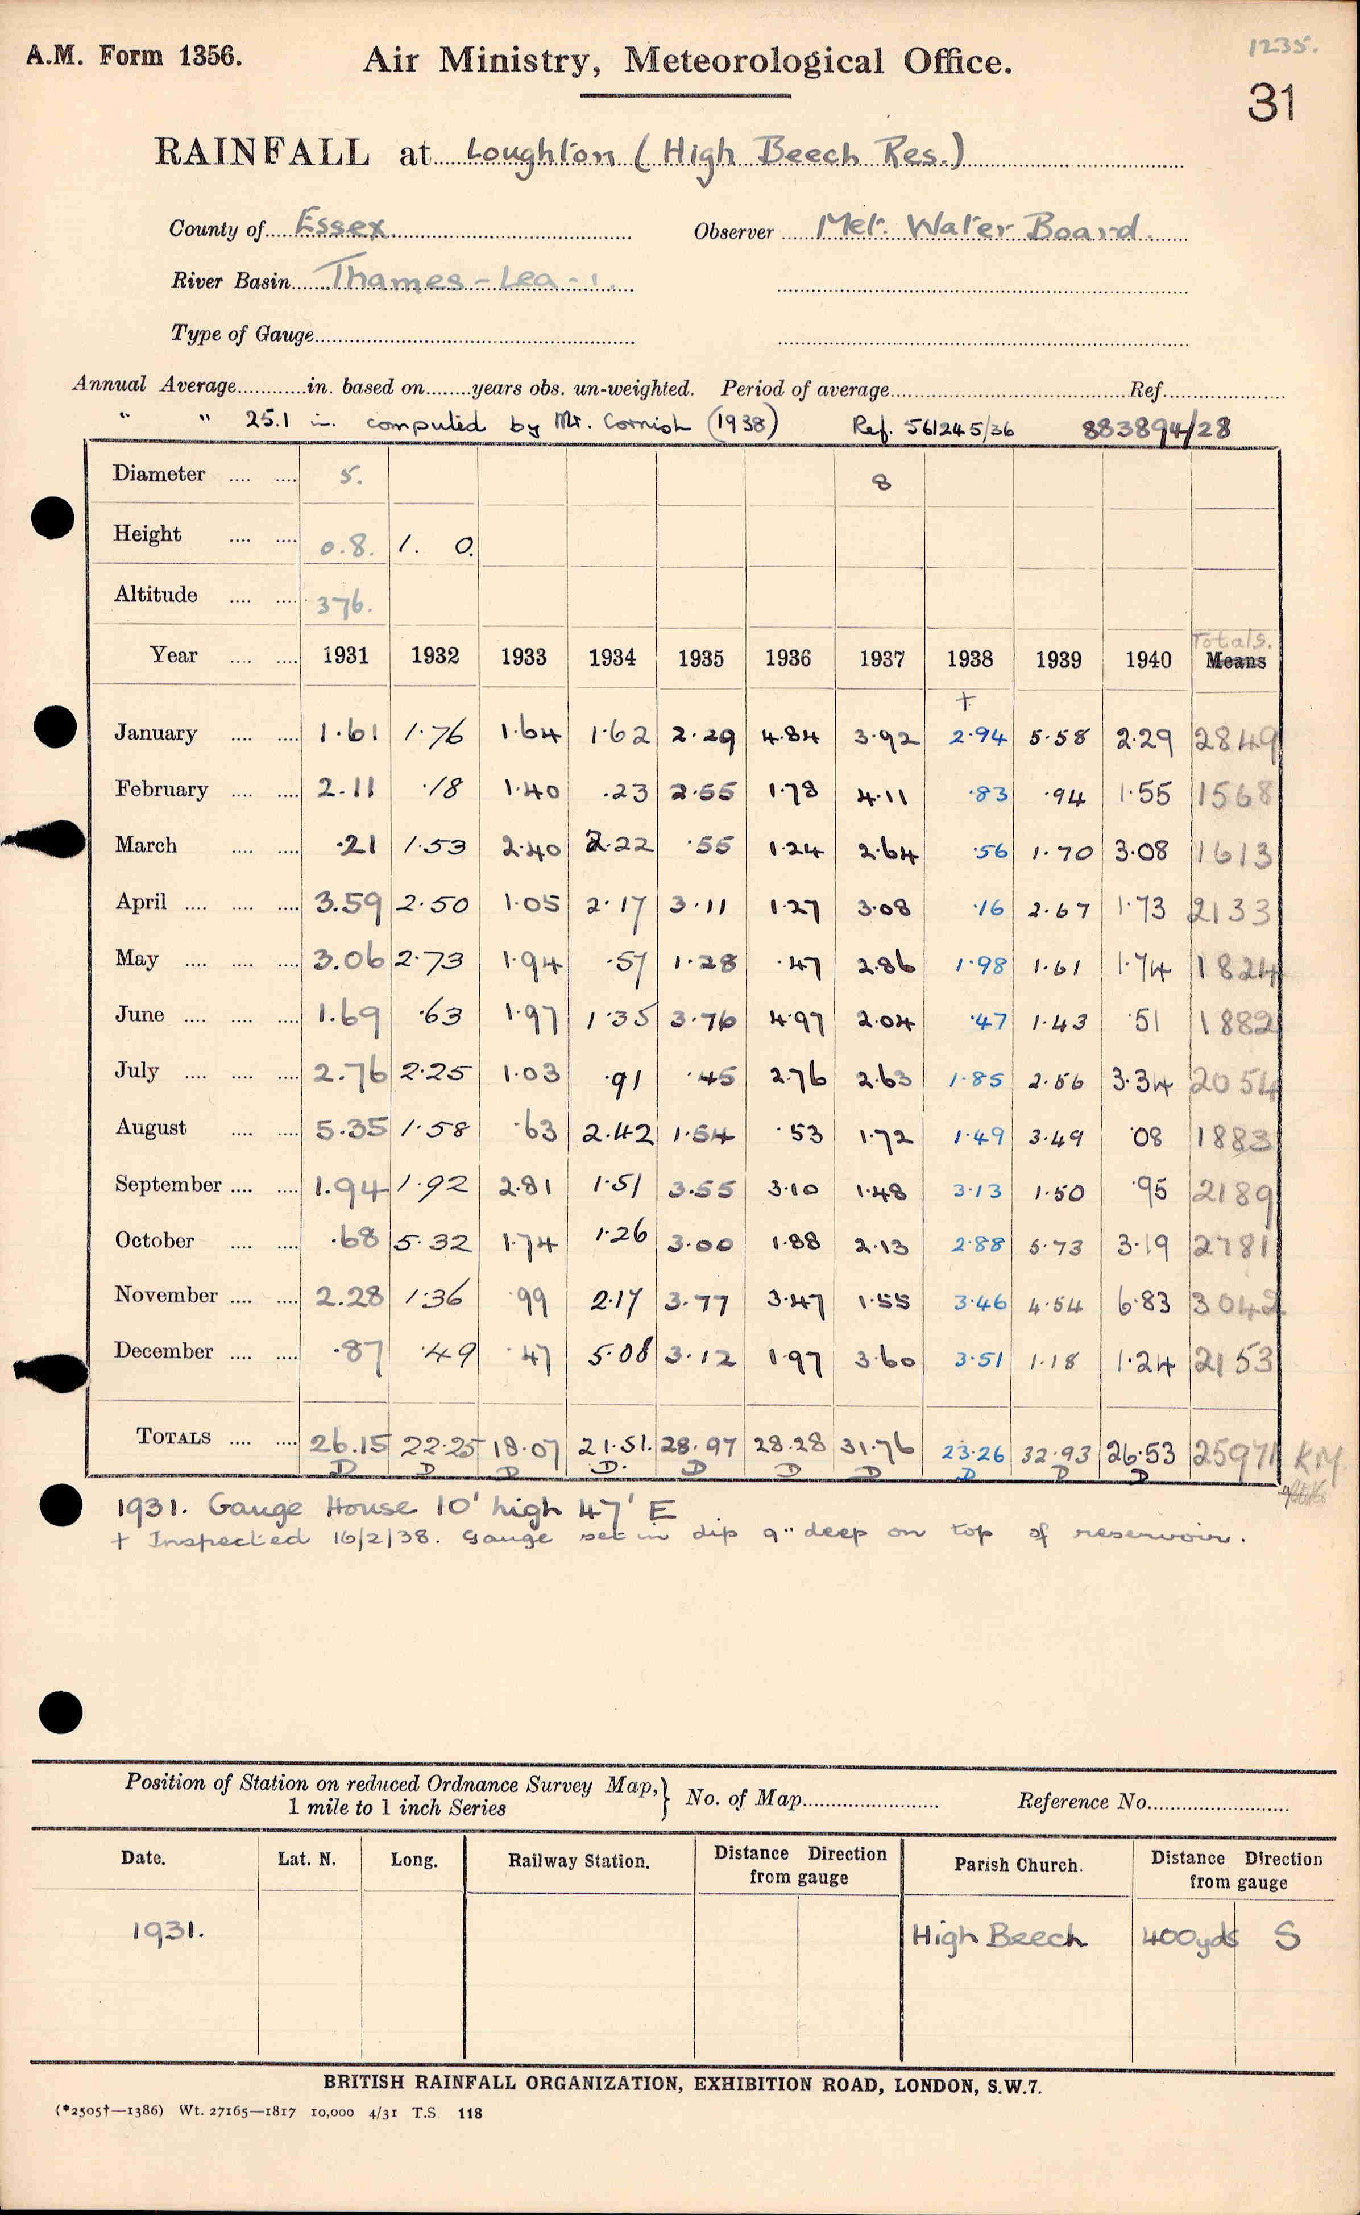 A.M. Form 1356.
Air Ministry, Meteorological Office.
1235.
31
RAINFALL at Loughton (High Beech Res.)
County of Essex. Observer Met. Water Board.
River Basin Thames - Lea - 1.
Type of Gauge
Annual Average in. based on years obs. un-weighted. Period of average Ref.
" " 25.1 in. computed by Mr. Cornish (1938) Ref. 561245/36 883894/28
Diameter 5. 8
Height 0.8. 1. 0.
Altitude 376.
Totals.
Year 1931 1932 1933 1934 1935 1936 1937 1938 1939 1940 Means
+
January 1.61 1.76 1.64 1.62 2.29 4.84 3.92 2.94 5.58 2.29 2849
February 2.11 .18 1.40 .23 2.55 1.78 4.11 .83 .94 1.55 1568
March .21 1.53 2.40 2.22 .55 1.24 2.64 .56 1.70 3.08 1613
April 3.59 2.50 1.05 2.17 3.11 1.27 3.08 .16 2.67 1.73 2133
May 3.06 2.73 1.94 .57 1.28 .47 2.86 1.98 1.61 1.74 1824
June 1.69 .63 1.97 1.35 3.76 4.97 2.04 .47 1.43 .51 1882
July 2.76 2.25 1.03 .91 .45 2.76 2.63 1.85 2.56 3.34 2054
August 5.35 1.58 .63 2.42 1.54 .53 1.72 1.49 3.49 .08 1883
September 1.94 1.92 2.81 1.51 3.55 3.10 1.48 3.13 1.50 .95 2189
October .68 5.32 1.74 1.26 3.00 1.88 2.13 2.88 5.73 3.19 2781
November 2.28 1.36 .99 2.17 3.77 3.47 1.55 3.46 4.54 6.83 3042
December .87 .49 .47 5.08 3.12 1.97 3.60 3.51 1.18 1.24 2153
TOTALS 26.15 22.25 18.07 21.51. 28.97 28.28 31.76 23.26 32.93 26.53 25971 KM
D D D D. D D D D D D
1931. Gauge House 10' high 47' E
+ Inspected 16/2/38. Gauge set in dip 9" deep on top of reservoir.
Position of Station on reduced Ordnance Survey Map,} No. of Map Reference No.
1 mile to 1 inch Series
Date. Lat. N. Long. Railway Station. Distance Direction from gauge Parish Church. Distance Direction from gauge
1931. High Beech 400yds S
BRITISH RAINFALL ORGANIZATION, EXHIBITION ROAD, LONDON, S.W.7.
(*2505†—1386) Wt. 27165—1817 10,000 4/31 T.S 118